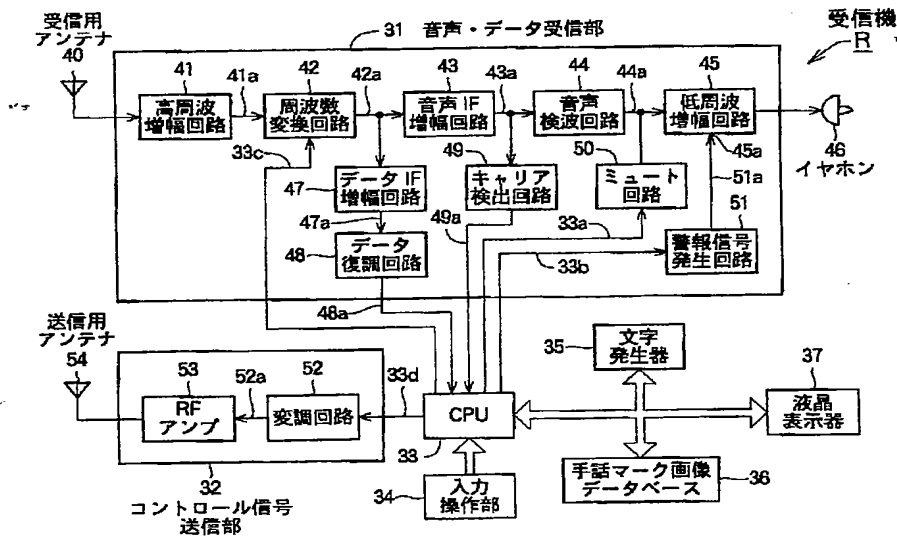 受信用
アンテナ
40
31 音声・データ受信部
受信機
R
41
41a
42
42a
43
43a
44
44a
45
高周波
増幅回路
周波数
変換回路
音声IF
増幅回路
音声
検波回路
低周波
増幅回路
33c
45a
46
イヤホン
47
データIF
増幅回路
49
キャリア
検出回路
50
ミュート
回路
51a
47a
49a
33a
51
48
データ
復調回路
警報信号
発生回路
33b
48a
送信用
アンテナ
54
35
文字
発生器
37
53
52a
52
33d
RF
アンプ
変調回路
CPU
液晶
表示器
33
32
コントロール信号
送信部
34
入力
操作部
手話マーク画像
データベース
36